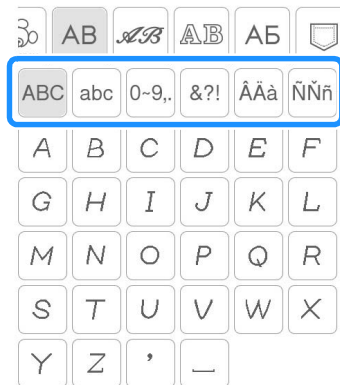 AB AB AB АБ
ABC abc 0~9,. &?! ÂÄà ÑŇñ
A B C D E F
G H I J K L
M N O P Q R
S T U V W X
Y Z ’ _